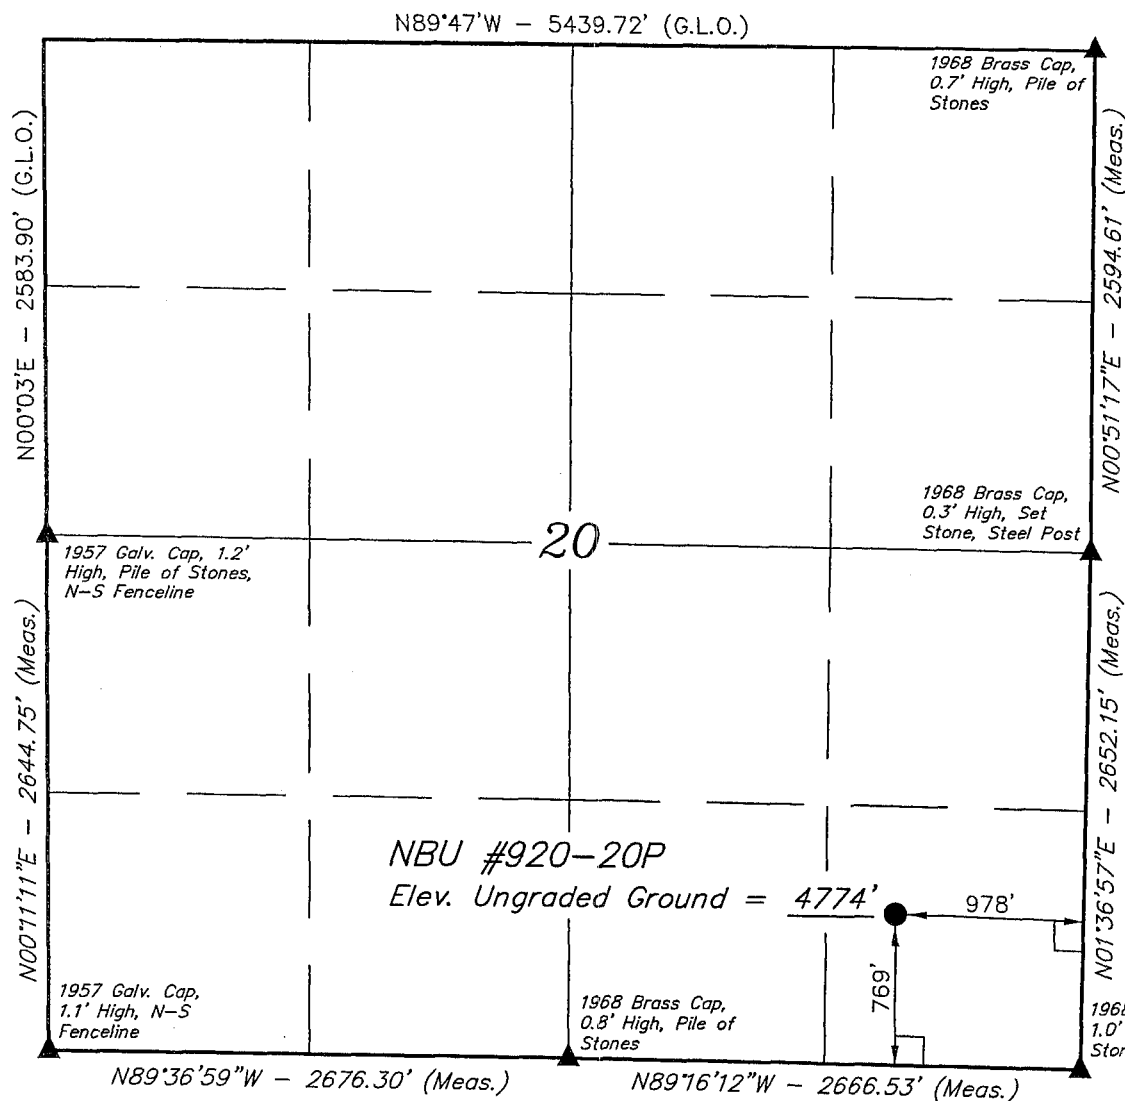 N89°47'W – 5439.72' (G.L.O.)
1968 Brass Cap,
0.7' High, Pile of
Stones
N00°03'E – 2583.90' (G.L.O.)
N00°51'17"E – 2594.61' (Meas.)
1968 Brass Cap,
0.3' High, Set
Stone, Steel Post
20
1957 Galv. Cap, 1.2'
High, Pile of Stones,
N–S Fenceline
N00°11'11"E – 2644.75' (Meas.)
N01°36'57"E – 2652.15' (Meas.)
NBU #920–20P
Elev. Ungraded Ground = 4774'
978'
769'
1957 Galv. Cap,
1.1' High, N–S
Fenceline
1968 Brass Cap,
0.8' High, Pile of
Stones
1968
1.0'
Ston
N89°36'59"W – 2676.30' (Meas.)
N89°16'12"W – 2666.53' (Meas.)